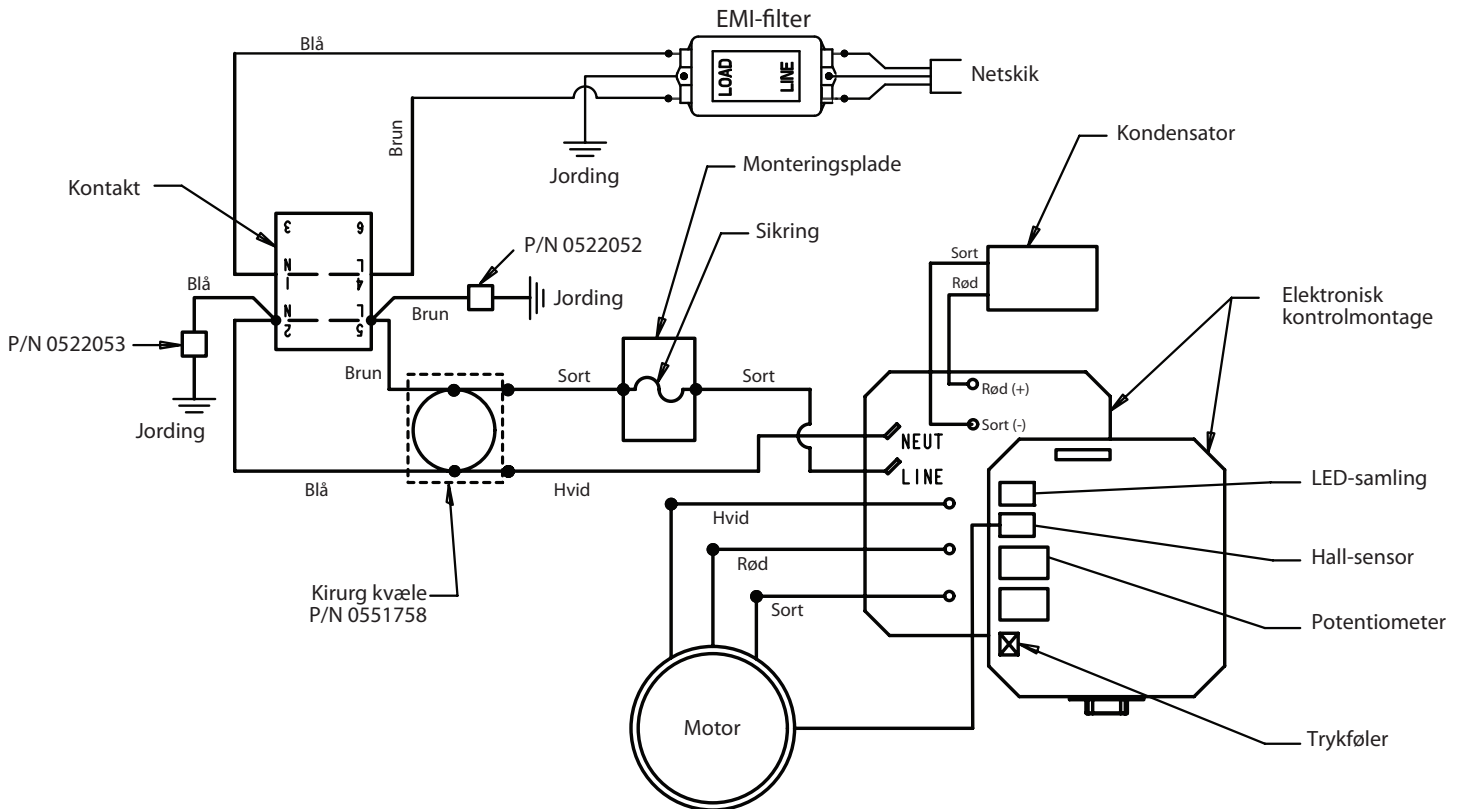 EMI-filter
Blå
LOAD
LINE
Netskik
Brun
Jording
Kondensator
Monteringsplade
Kontakt
Sikring
3
6
P/N 0522052
Sort
N
L
1
4
Rød
Blå
Jording
Elektronisk
kontrolmontage
Brun
N
L
2
5
P/N 0522053
Brun
Sort
Sort
Rød (+)
Jording
Sort (-)
NEUT
LINE
LED-samling
Blå
Hvid
Hvid
Hall-sensor
Rød
Kirurg kvæle
P/N 0551758
Sort
Potentiometer
Motor
Trykføler